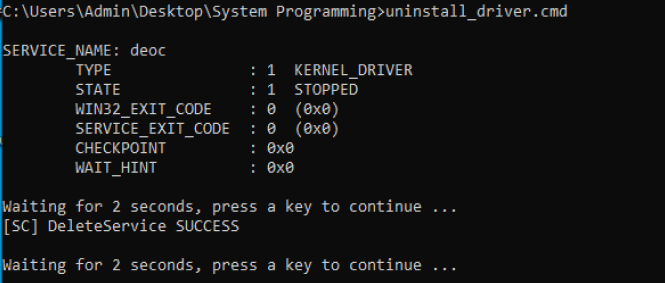 C:\Users\Admin\Desktop\System Programming>uninstall_driver.cmd
SERVICE_NAME: deoc
TYPE : 1 KERNEL_DRIVER
STATE : 1 STOPPED
WIN32_EXIT_CODE : 0 (0x0)
SERVICE_EXIT_CODE : 0 (0x0)
CHECKPOINT : 0x0
WAIT_HINT : 0x0
Waiting for 2 seconds, press a key to continue ...
[SC] DeleteService SUCCESS
Waiting for 2 seconds, press a key to continue ...